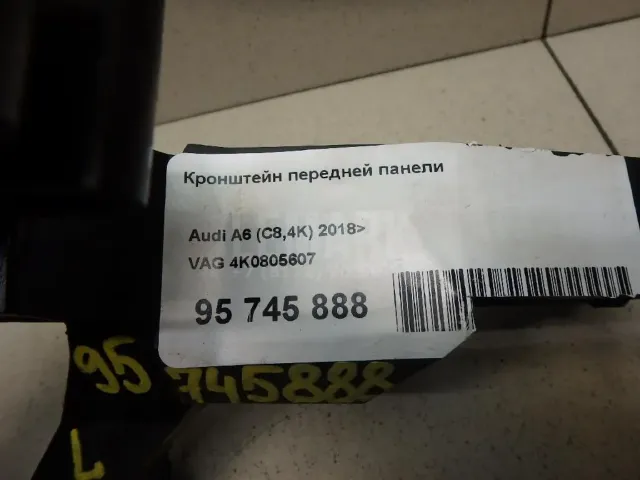 Кронштейн передней панели
Audi A6 (C8,4K) 2018>
VAG 4K0805607
95 745 888
95 745888
L